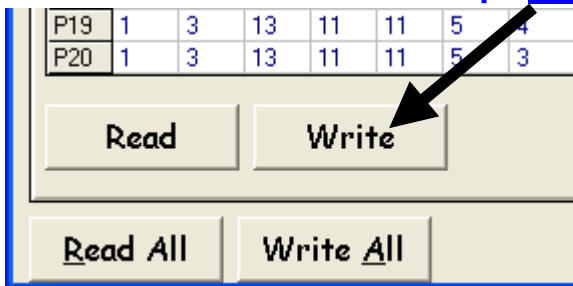 P19 1 3 13 11 11 5 4
P20 1 3 13 11 11 5 3
Read Write
Read All Write All